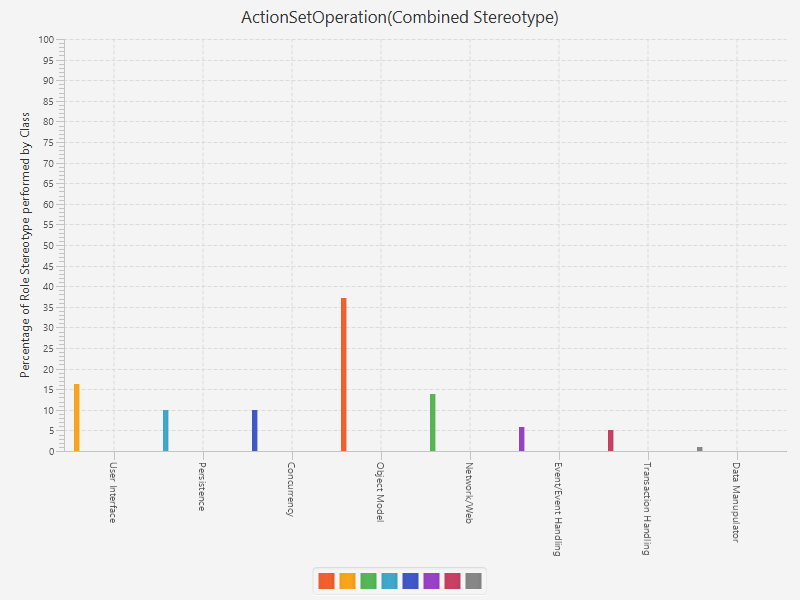 ActionSetOperation(Combined Stereotype)
Percentage of Role Stereotype performed by Class
100
95
90
85
80
75
70
65
60
55
50
45
40
35
30
25
20
15
10
5
0
User Interface
Persistence
Concurrency
Object Model
Network/Web
Event/Event Handling
Transaction Handling
Data Manupulator